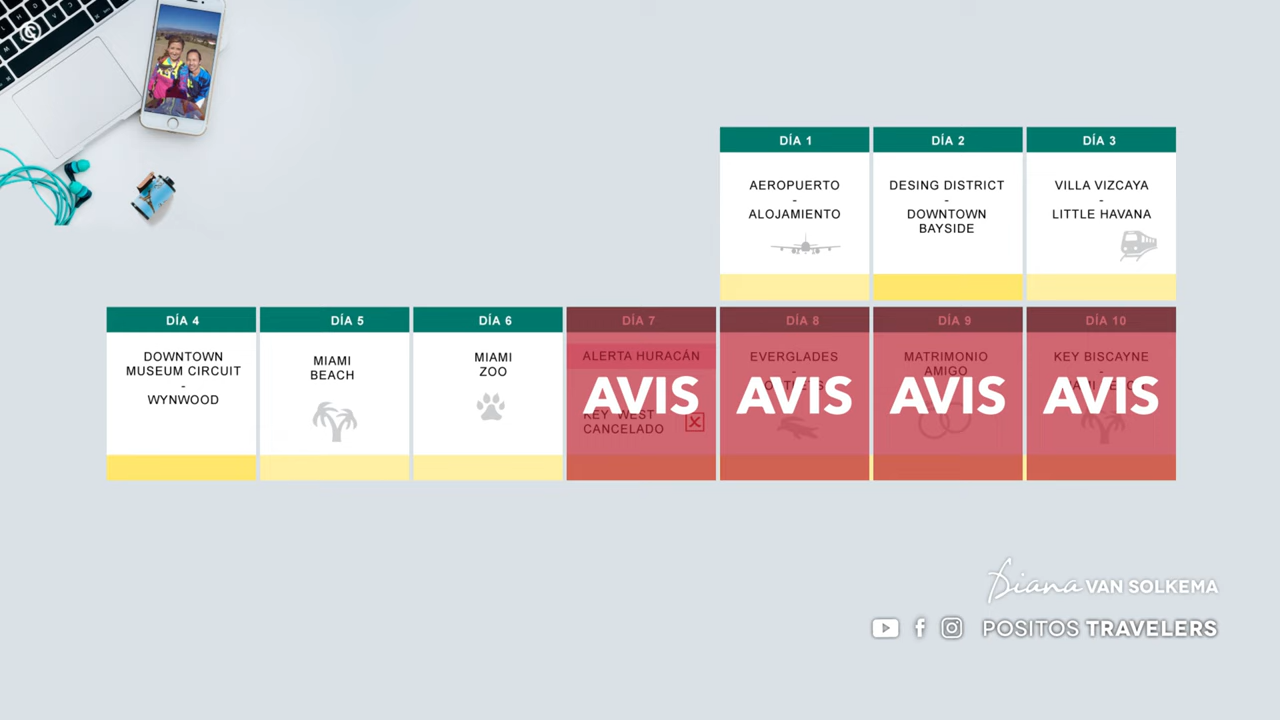 DÍA 1
AEROPUERTO
-
ALOJAMIENTO
DÍA 2
DESING DISTRICT
-
DOWNTOWN
BAYSIDE
DÍA 3
VILLA VIZCAYA
-
LITTLE HAVANA
DÍA 4
DOWNTOWN
MUSEUM CIRCUIT
-
WYNWOOD
DÍA 5
MIAMI
BEACH
DÍA 6
MIAMI
ZOO
DÍA 7
ALERTA HURACÁN
AVIS
KEY WEST
CANCELADO
DÍA 8
EVERGLADES
-
AVIS
DÍA 9
MATRIMONIO
AMIGO
AVIS
DÍA 10
KEY BISCAYNE
-
AVIS
Diana VAN SOLKEMA
POSITOS TRAVELERS